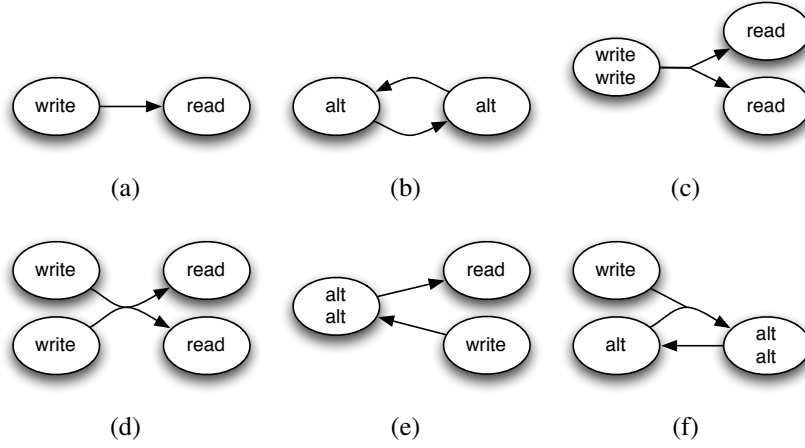 write
read
(a)
alt
alt
(b)
write
write
read
read
(c)
write
write
read
read
(d)
alt
alt
read
write
(e)
write
alt
alt
alt
(f)